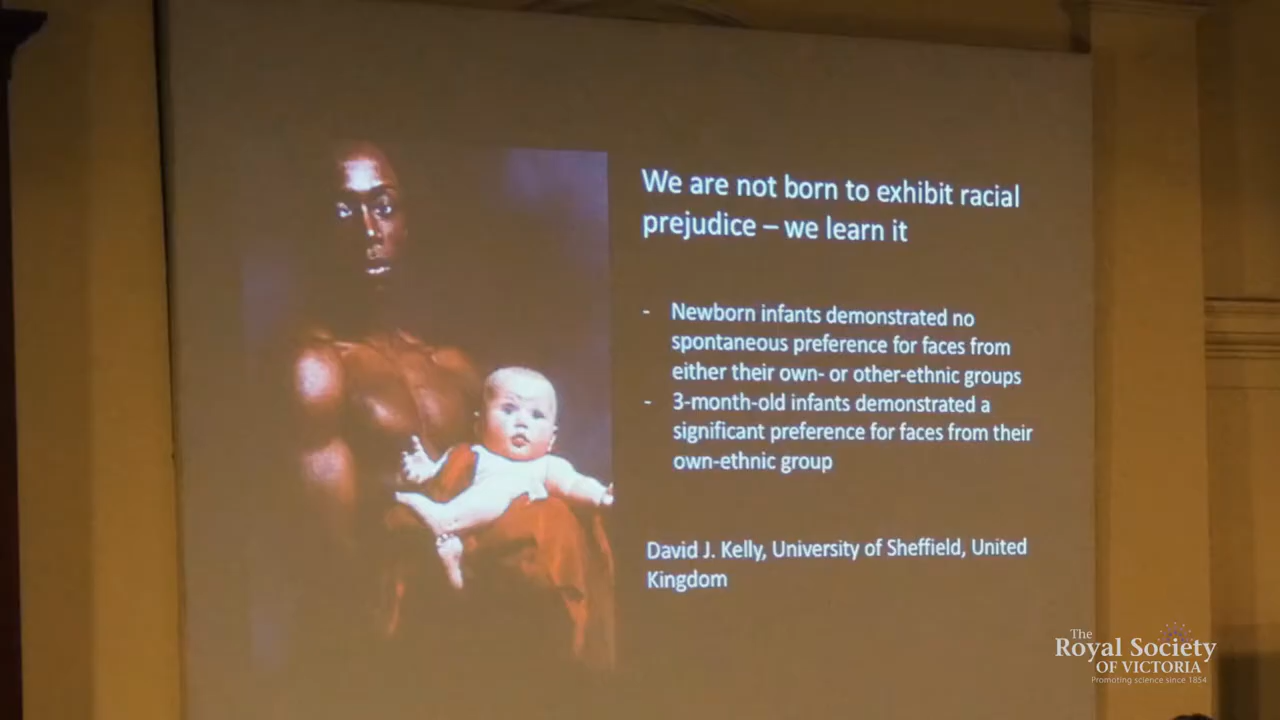 We are not born to exhibit racial
prejudice – we learn it
- Newborn infants demonstrated no
spontaneous preference for faces from
either their own- or other-ethnic groups
- 3-month-old infants demonstrated a
significant preference for faces from their
own-ethnic group
David J. Kelly, University of Sheffield, United
Kingdom
The
Royal Society
OF VICTORIA
Promoting science since 1854